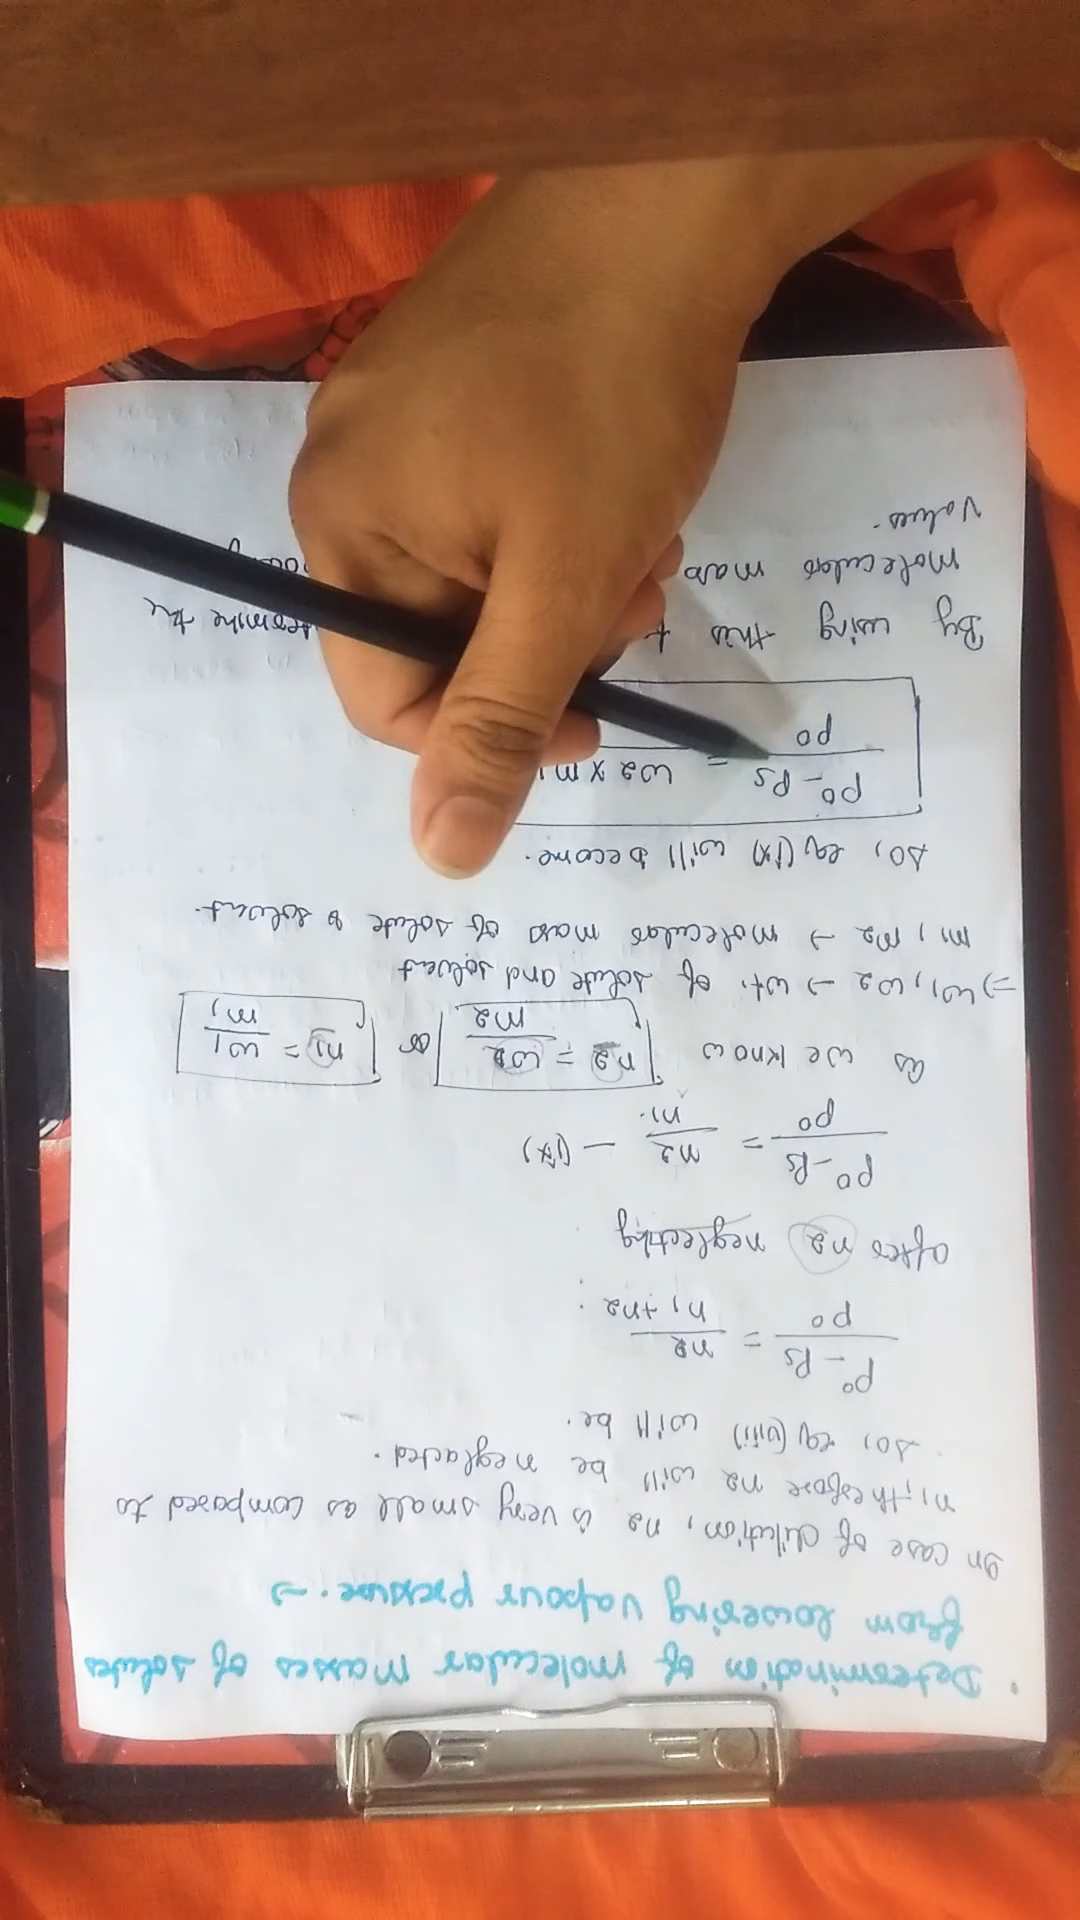 • Determination of molecular masses of solutes
from lowering vapour pressure. →
In case of dilution, n2 is very small as compared to
n1, therefore n2 will be neglacted.
so, eq (viii) will be.
p° - Ps / p° = n2 / n1 + n2
after n2 neglecting
p° - Ps / p° = n2 / n1 — (ix)
as we know n2 = w2 / m2 or n1 = w1 / m1
⇒ w1, w2 → wt. of solute and solvent
m1, m2 → molecular mass of solute & solvent.
so, eq (ix) will become.
p° - Ps / p° = w2 x m1
By using this the
molecular mass
values.